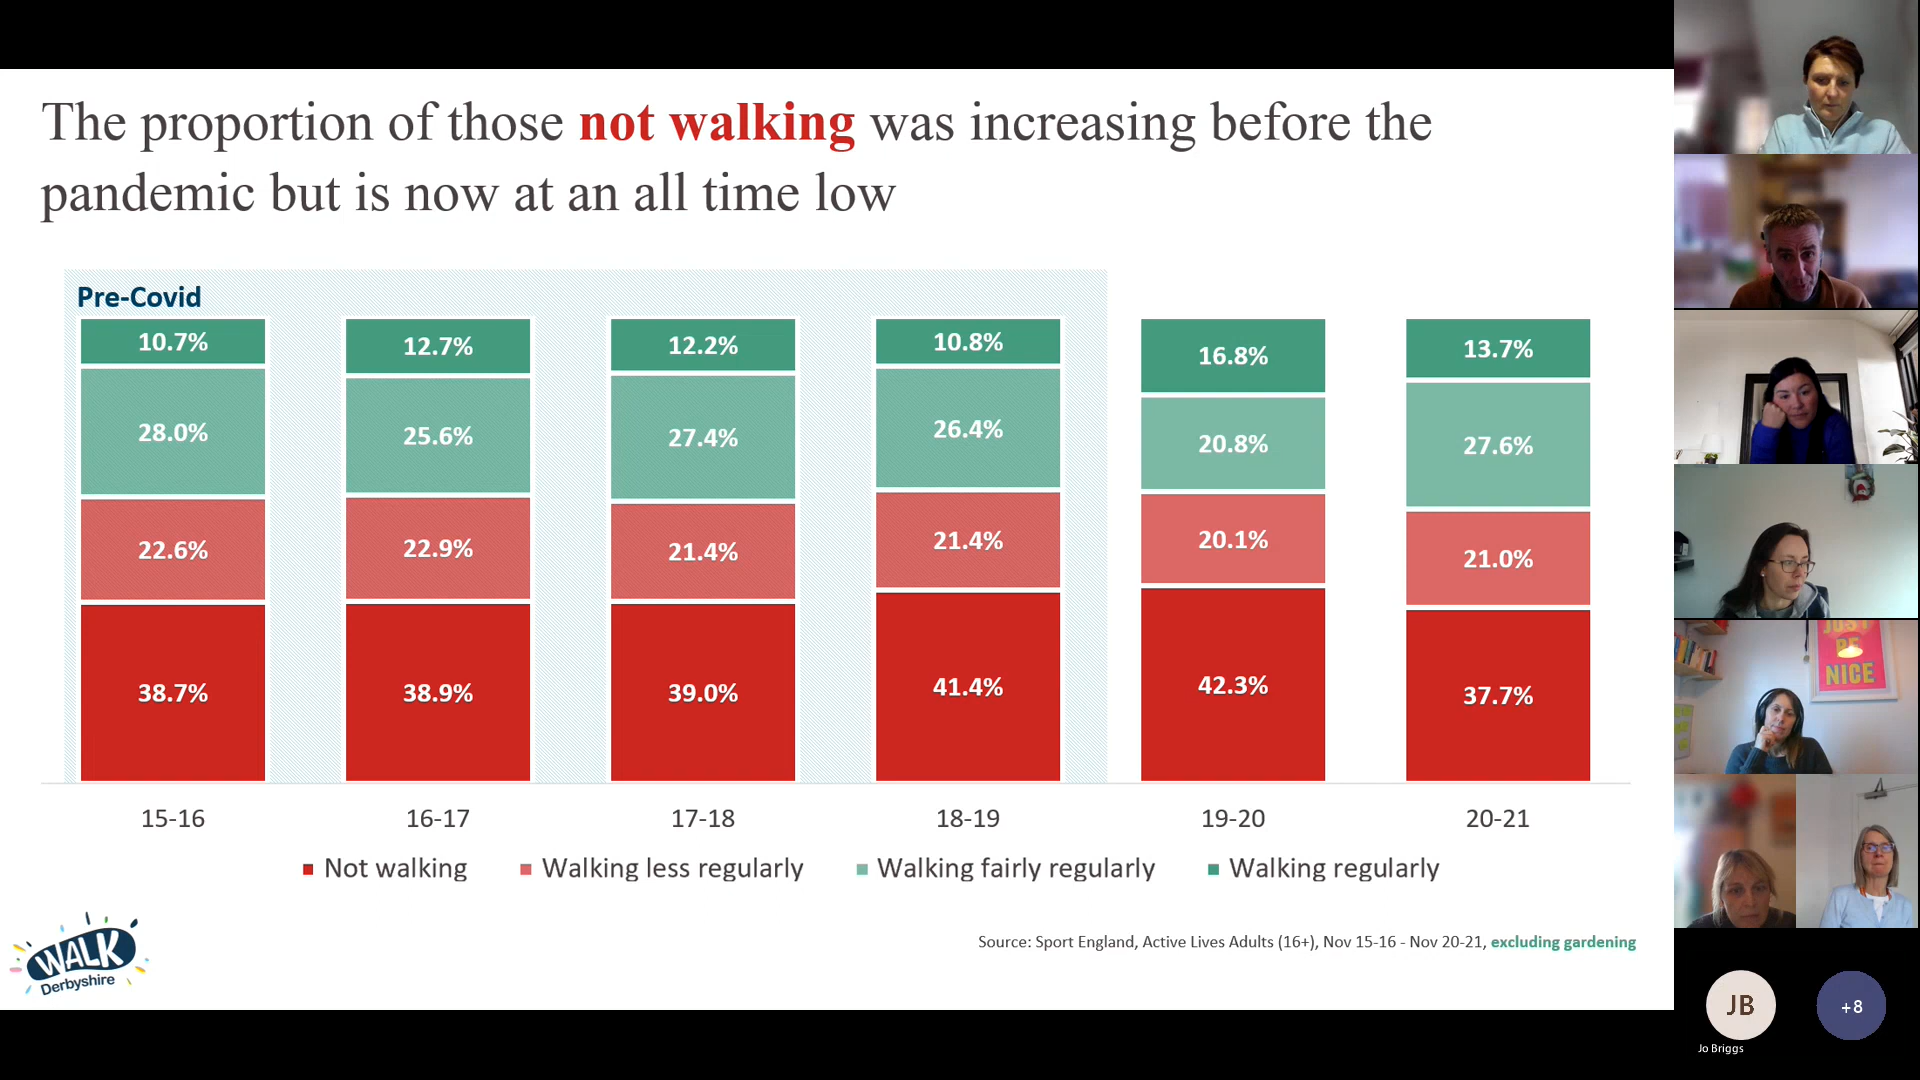 The proportion of those not walking was increasing before the
pandemic but is now at an all time low
Pre-Covid
10.7%
12.7%
12.2%
10.8%
16.8%
13.7%
28.0%
25.6%
27.4%
26.4%
20.8%
27.6%
22.6%
22.9%
21.4%
21.4%
20.1%
21.0%
38.7%
38.9%
39.0%
41.4%
42.3%
37.7%
15-16
16-17
17-18
18-19
19-20
20-21
Not walking
Walking less regularly
Walking fairly regularly
Walking regularly
Source: Sport England, Active Lives Adults (16+), Nov 15-16 - Nov 20-21, excluding gardening
WALK
Derbyshire
JUST
BE
NICE
JB
+8
Jo Briggs